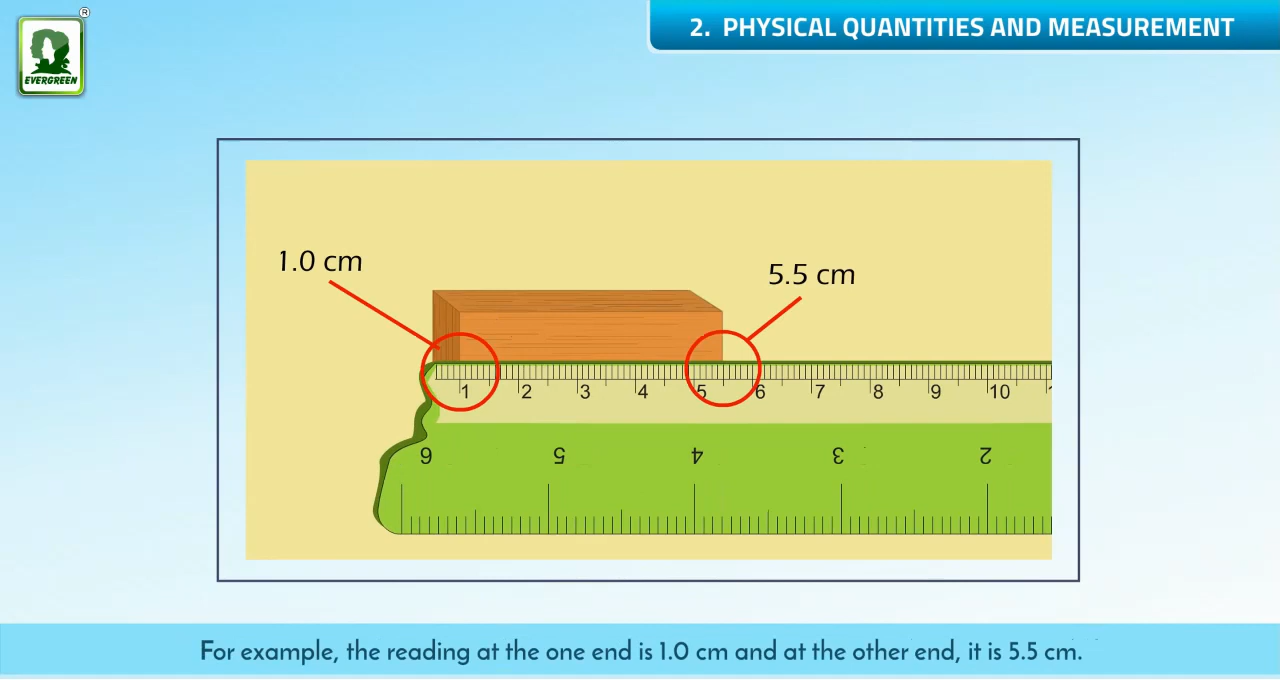 ®
EVERGREEN
2. PHYSICAL QUANTITIES AND MEASUREMENT
1.0 cm
5.5 cm
1 2 3 4 5 6 7 8 9 10
6 5 4 3 2
For example, the reading at the one end is 1.0 cm and at the other end, it is 5.5 cm.